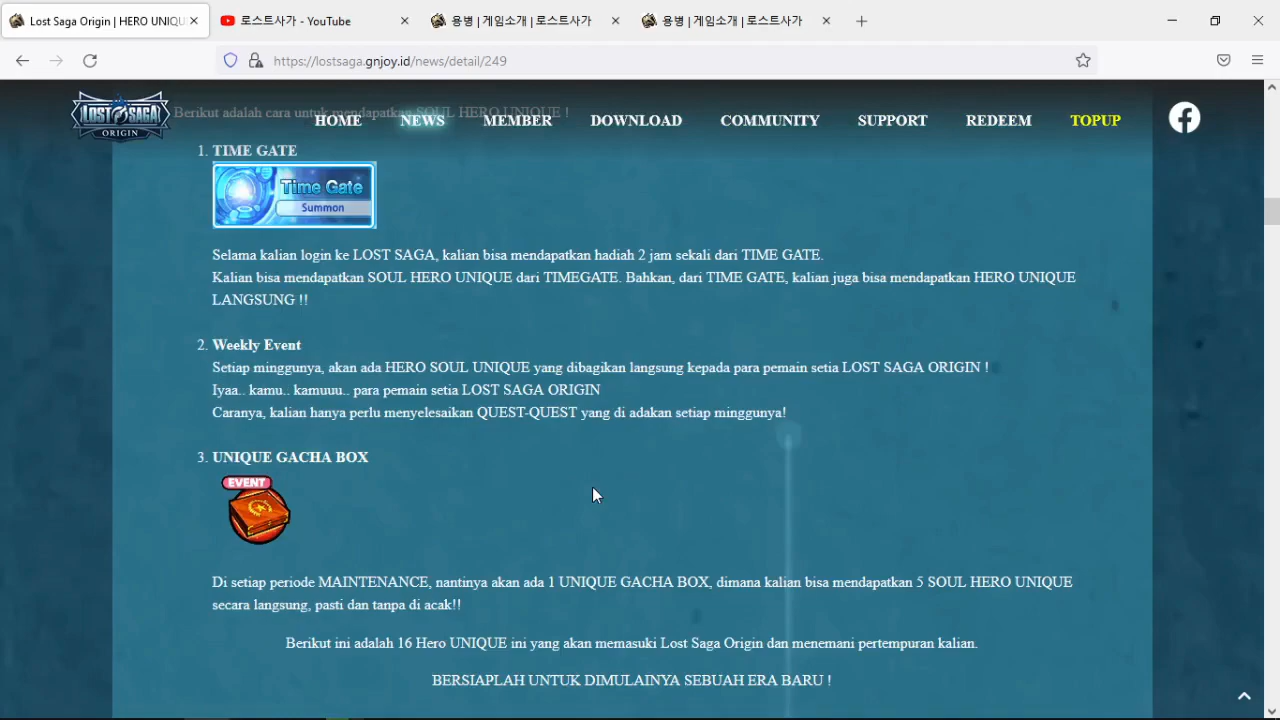 Lost Saga Origin | HERO UNIQU
로스트사가 - YouTube
용병 | 게임소개 | 로스트사가
용병 | 게임소개 | 로스트사가
https://lostsaga.gnjoy.id/news/detail/249
LOST SAGA
ORIGIN
Berikut adalah cara untuk mendapatkan SOUL HERO UNIQUE !
HOME NEWS MEMBER DOWNLOAD COMMUNITY SUPPORT REDEEM TOPUP
1. TIME GATE
Time Gate
Summon
Selama kalian login ke LOST SAGA, kalian bisa mendapatkan hadiah 2 jam sekali dari TIME GATE.
Kalian bisa mendapatkan SOUL HERO UNIQUE dari TIMEGATE. Bahkan, dari TIME GATE, kalian juga bisa mendapatkan HERO UNIQUE
LANGSUNG !!
2. Weekly Event
Setiap minggunya, akan ada HERO SOUL UNIQUE yang dibagikan langsung kepada para pemain setia LOST SAGA ORIGIN !
Iyaa.. kamu.. kamuuu.. para pemain setia LOST SAGA ORIGIN
Caranya, kalian hanya perlu menyelesaikan QUEST-QUEST yang di adakan setiap minggunya!
3. UNIQUE GACHA BOX
EVENT
Di setiap periode MAINTENANCE, nantinya akan ada 1 UNIQUE GACHA BOX, dimana kalian bisa mendapatkan 5 SOUL HERO UNIQUE
secara langsung, pasti dan tanpa di acak!!
Berikut ini adalah 16 Hero UNIQUE ini yang akan memasuki Lost Saga Origin dan menemani pertempuran kalian.
BERSIAPLAH UNTUK DIMULAINYA SEBUAH ERA BARU !